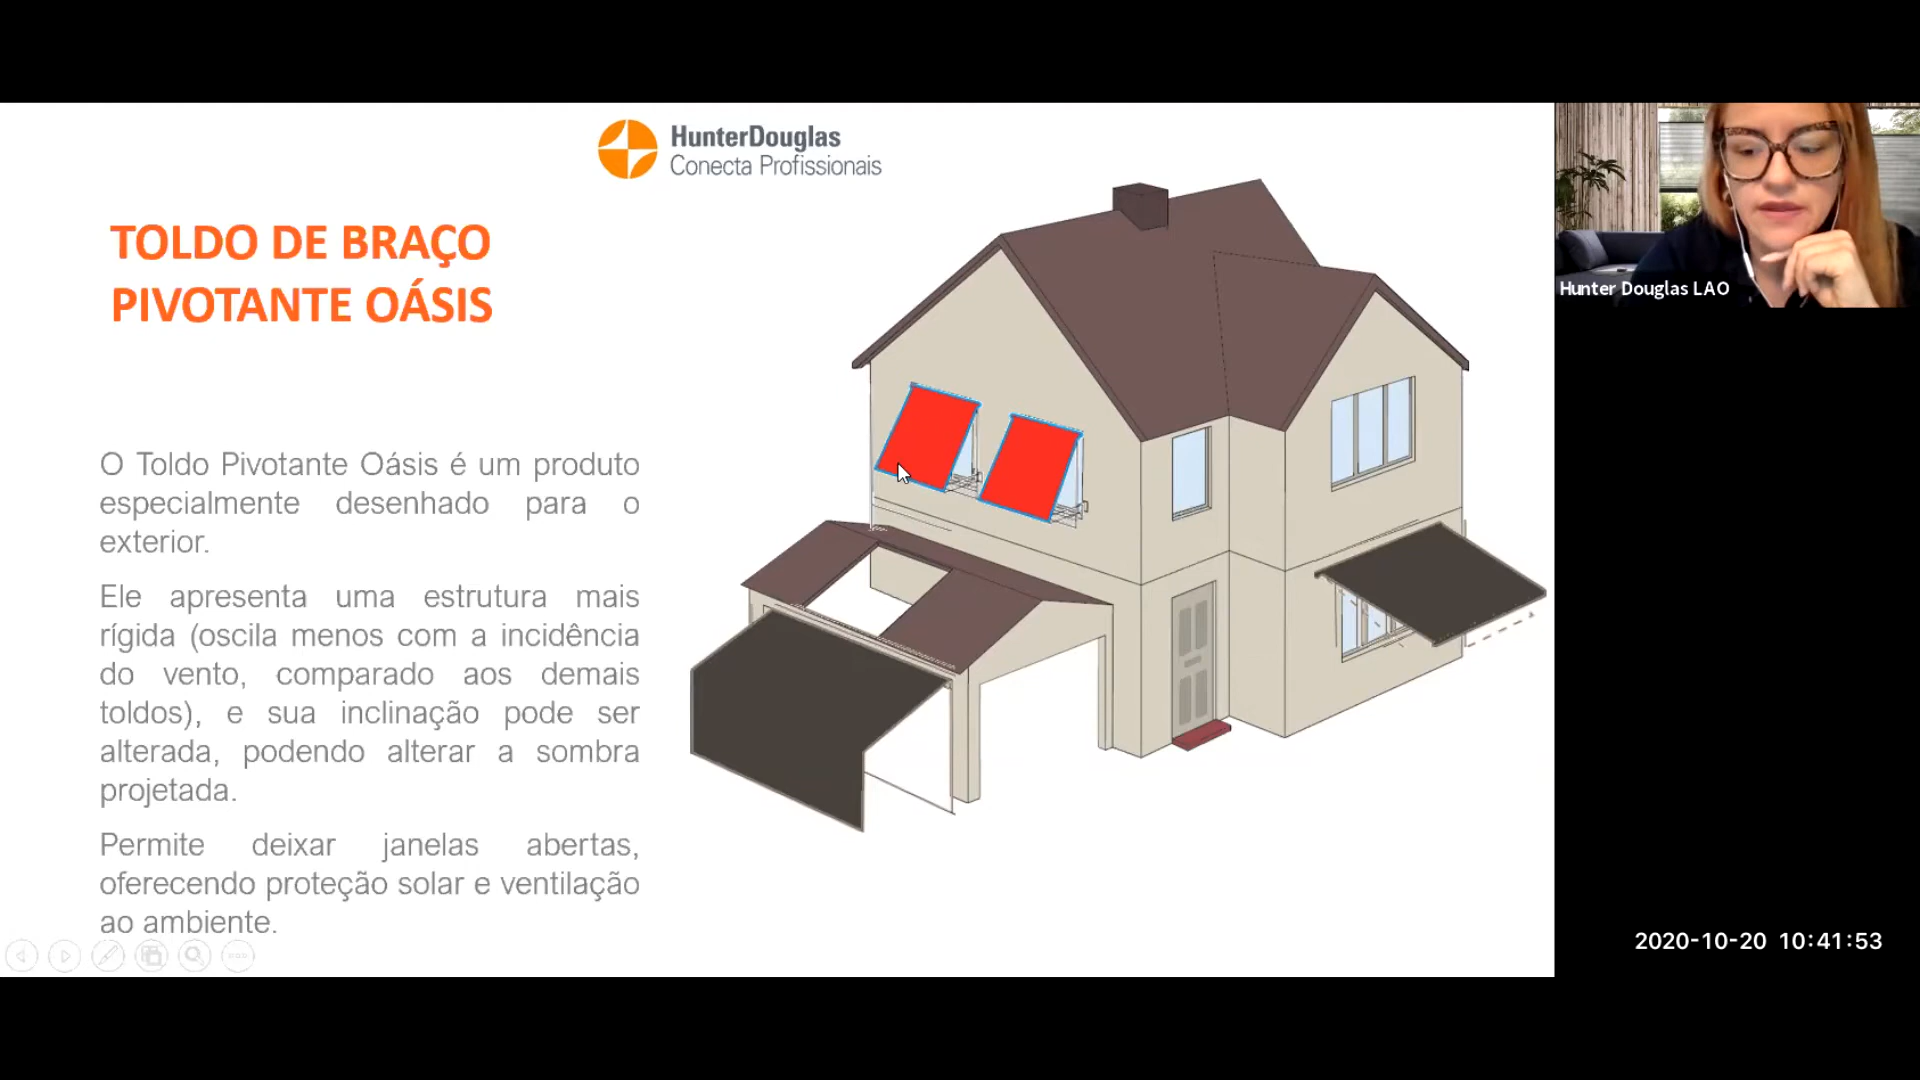 HunterDouglas
Conecta Profissionais
TOLDO DE BRAÇO
PIVOTANTE OÁSIS
O Toldo Pivotante Oásis é um produto
especialmente desenhado para o
exterior.
Ele apresenta uma estrutura mais
rígida (oscila menos com a incidência
do vento, comparado aos demais
toldos), e sua inclinação pode ser
alterada, podendo alterar a sombra
projetada.
Permite deixar janelas abertas,
oferecendo proteção solar e ventilação
ao ambiente.
Hunter Douglas LAO
2020-10-20 10:41:53